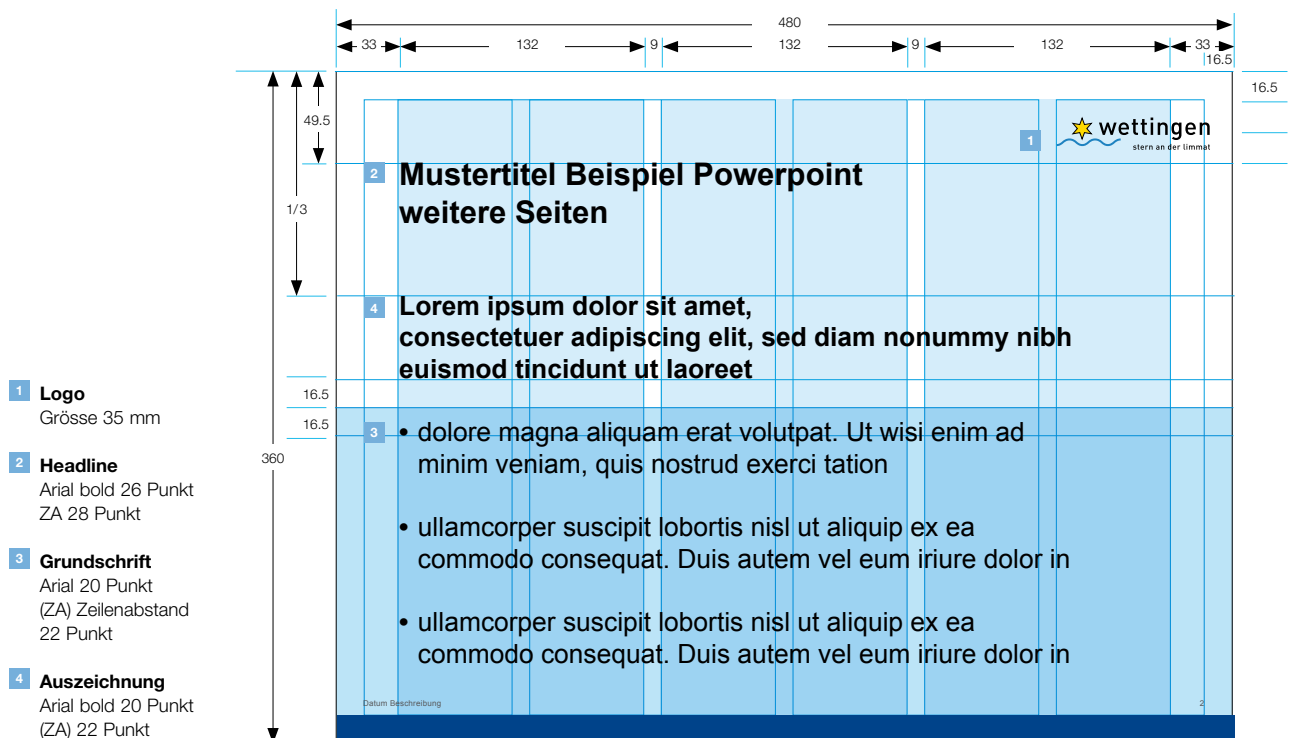 480
33
132
9
132
9
132
33
16.5
16.5
49.5
1/3
16.5
16.5
360
1
wettingen
stern an der limmat
2
Mustertitel Beispiel Powerpoint
weitere Seiten
4
Lorem ipsum dolor sit amet,
consectetuer adipiscing elit, sed diam nonummy nibh
euismod tincidunt ut laoreet
3
• dolore magna aliquam erat volutpat. Ut wisi enim ad
minim veniam, quis nostrud exerci tation
• ullamcorper suscipit lobortis nisl ut aliquip ex ea
commodo consequat. Duis autem vel eum iriure dolor in
• ullamcorper suscipit lobortis nisl ut aliquip ex ea
commodo consequat. Duis autem vel eum iriure dolor in
Datum Beschreibung
2
1 Logo
Grösse 35 mm
2 Headline
Arial bold 26 Punkt
ZA 28 Punkt
3 Grundschrift
Arial 20 Punkt
(ZA) Zeilenabstand
22 Punkt
4 Auszeichnung
Arial bold 20 Punkt
(ZA) 22 Punkt